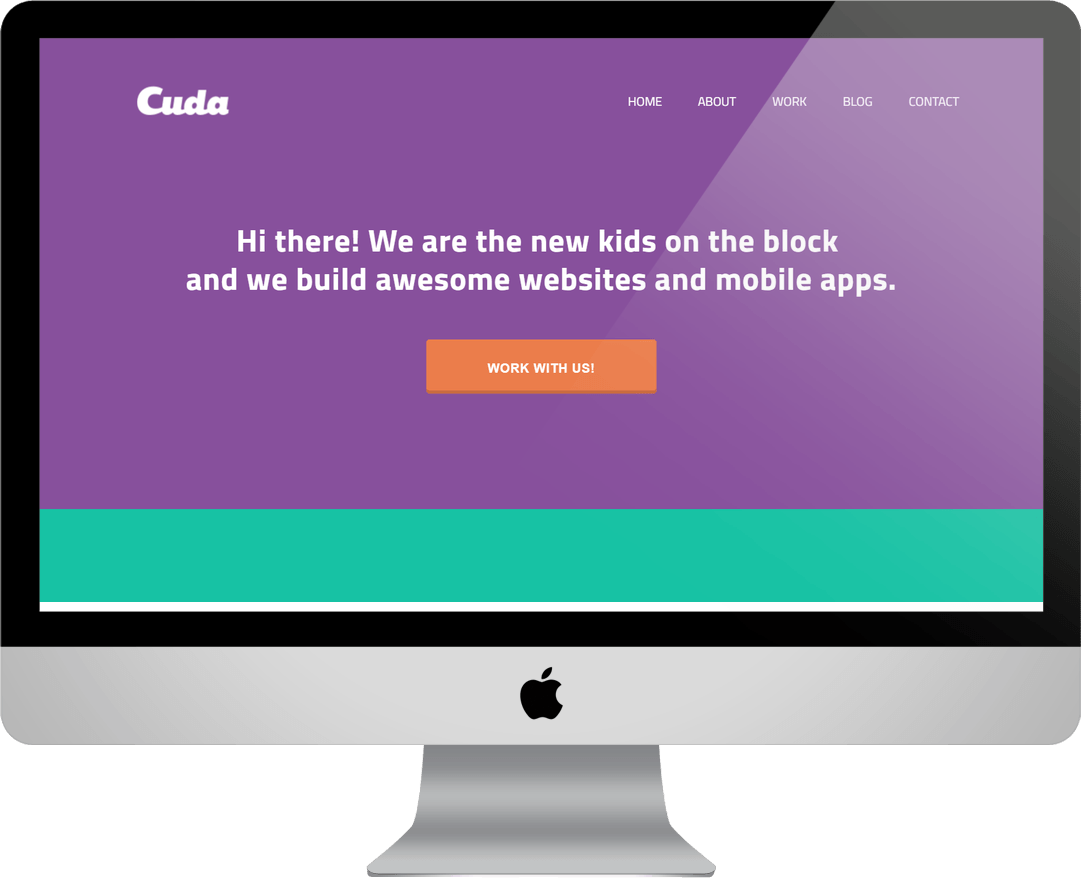 Cuda
HOME ABOUT WORK BLOG CONTACT
Hi there! We are the new kids on the block
and we build awesome websites and mobile apps.
WORK WITH US!